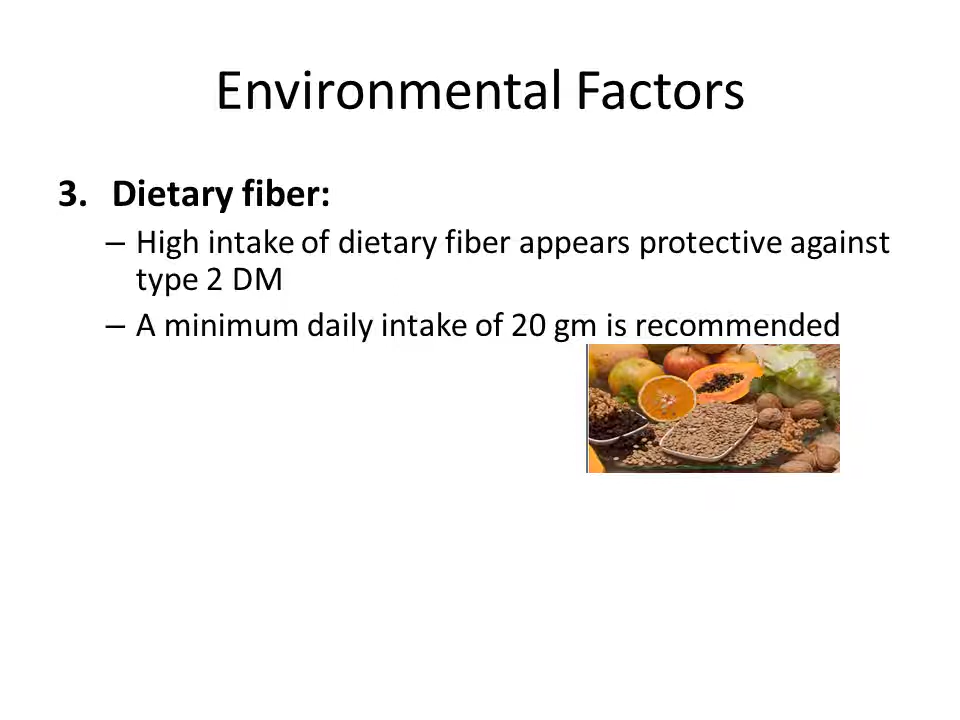 Environmental Factors
3. Dietary fiber:
– High intake of dietary fiber appears protective against
type 2 DM
– A minimum daily intake of 20 gm is recommended